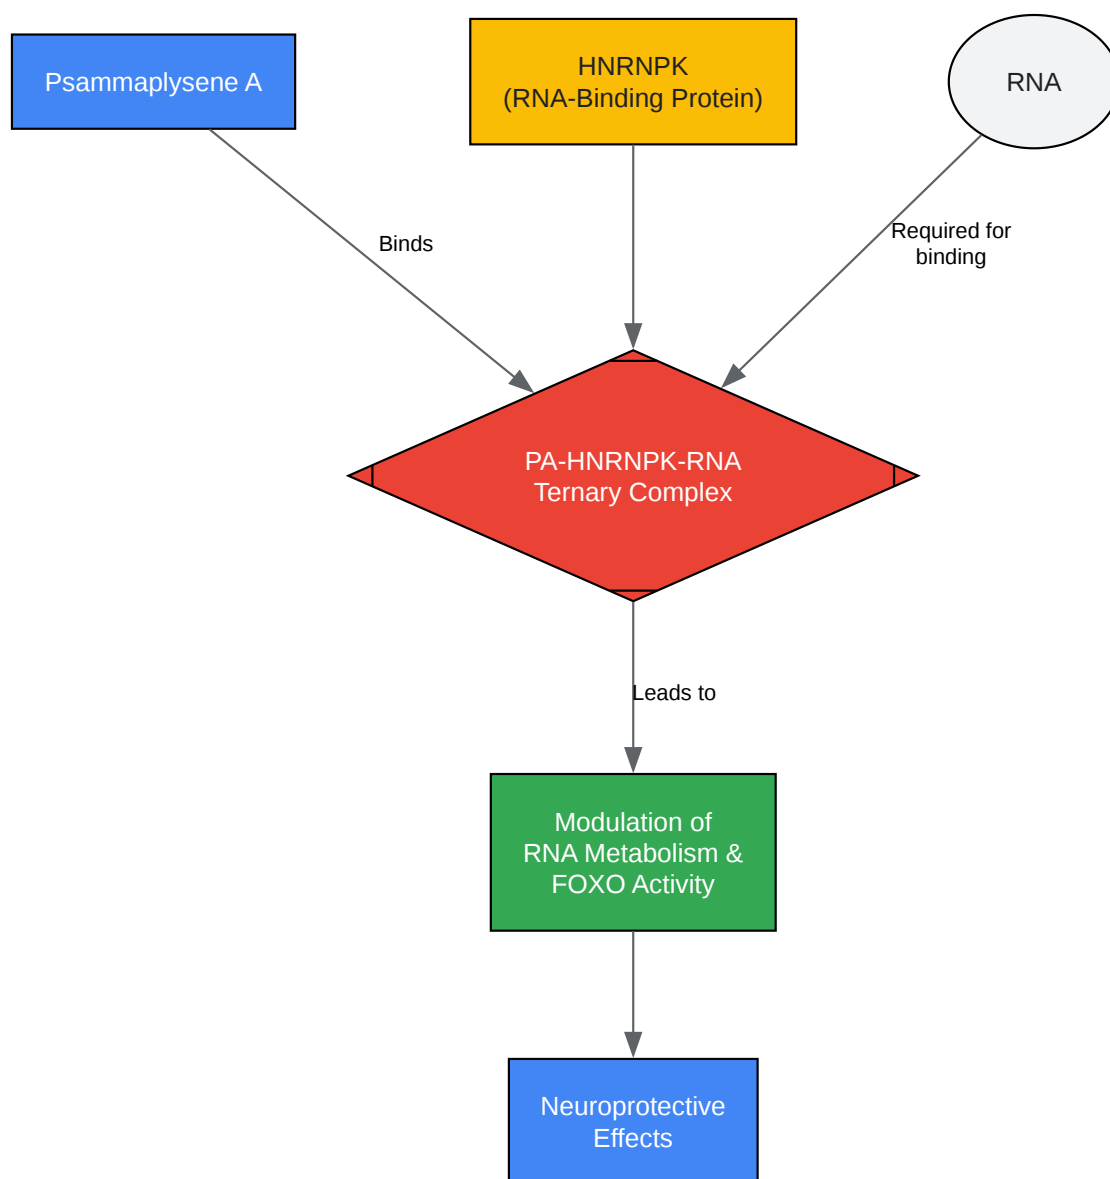 Psammaplysene A
HNRNPK
(RNA-Binding Protein)
RNA
Binds
Required for
binding
PA-HNRNPK-RNA
Ternary Complex
Leads to
Modulation of
RNA Metabolism &
FOXO Activity
Neuroprotective
Effects